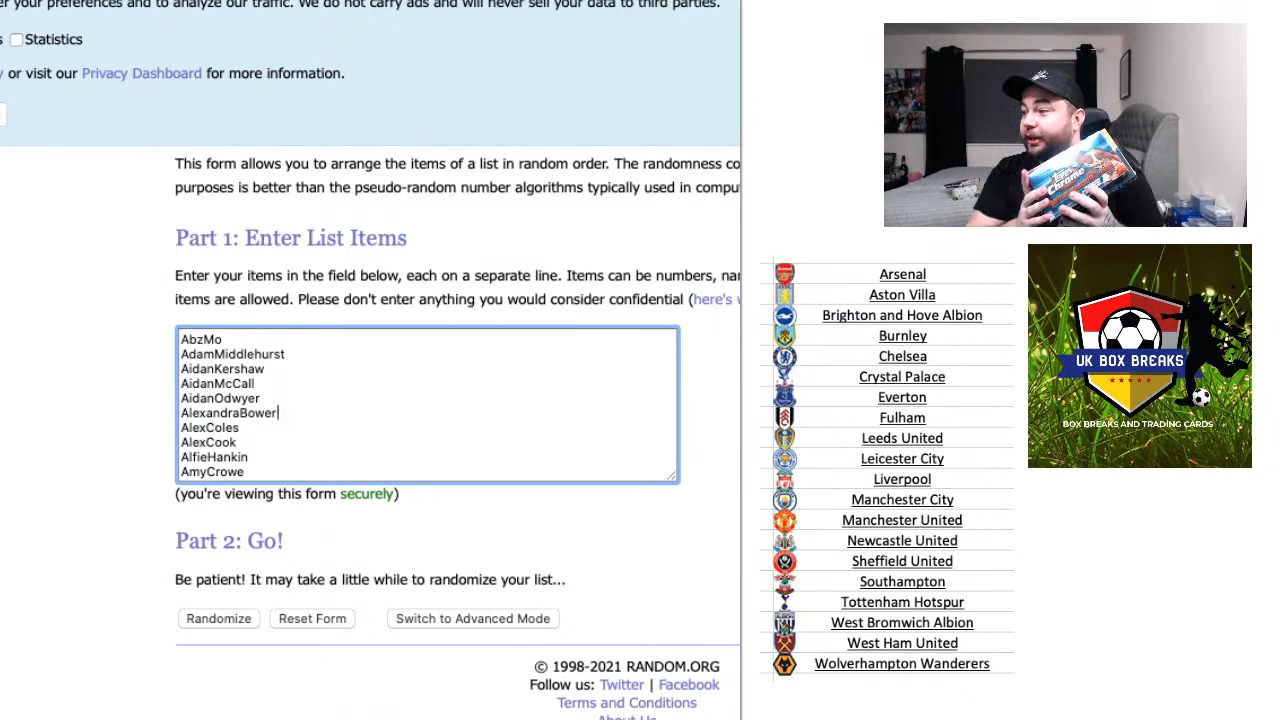 er your preferences and to analyze our traffic. We do not carry ads and will never sell your data to third parties.
s Statistics
y or visit our Privacy Dashboard for more information.
This form allows you to arrange the items of a list in random order. The randomness co
purposes is better than the pseudo-random number algorithms typically used in compu
Part 1: Enter List Items
Enter your items in the field below, each on a separate line. Items can be numbers, nar
items are allowed. Please don't enter anything you would consider confidential (here's w
AbzMo
AdamMiddlehurst
AidanKershaw
AidanMcCall
AidanOdwyer
AlexandraBower
AlexColes
AlexCook
AlfieHankin
AmyCrowe
(you're viewing this form securely)
Part 2: Go!
Be patient! It may take a little while to randomize your list...
Randomize Reset Form Switch to Advanced Mode
© 1998-2021 RANDOM.ORG
Follow us: Twitter | Facebook
Terms and Conditions
About Us
Topps
Chrome
Arsenal
Aston Villa
Brighton and Hove Albion
Burnley
Chelsea
Crystal Palace
Everton
Fulham
Leeds United
Leicester City
Liverpool
Manchester City
Manchester United
Newcastle United
Sheffield United
Southampton
Tottenham Hotspur
West Bromwich Albion
West Ham United
Wolverhampton Wanderers
UK BOX BREAKS
BOX BREAKS AND TRADING CARDS